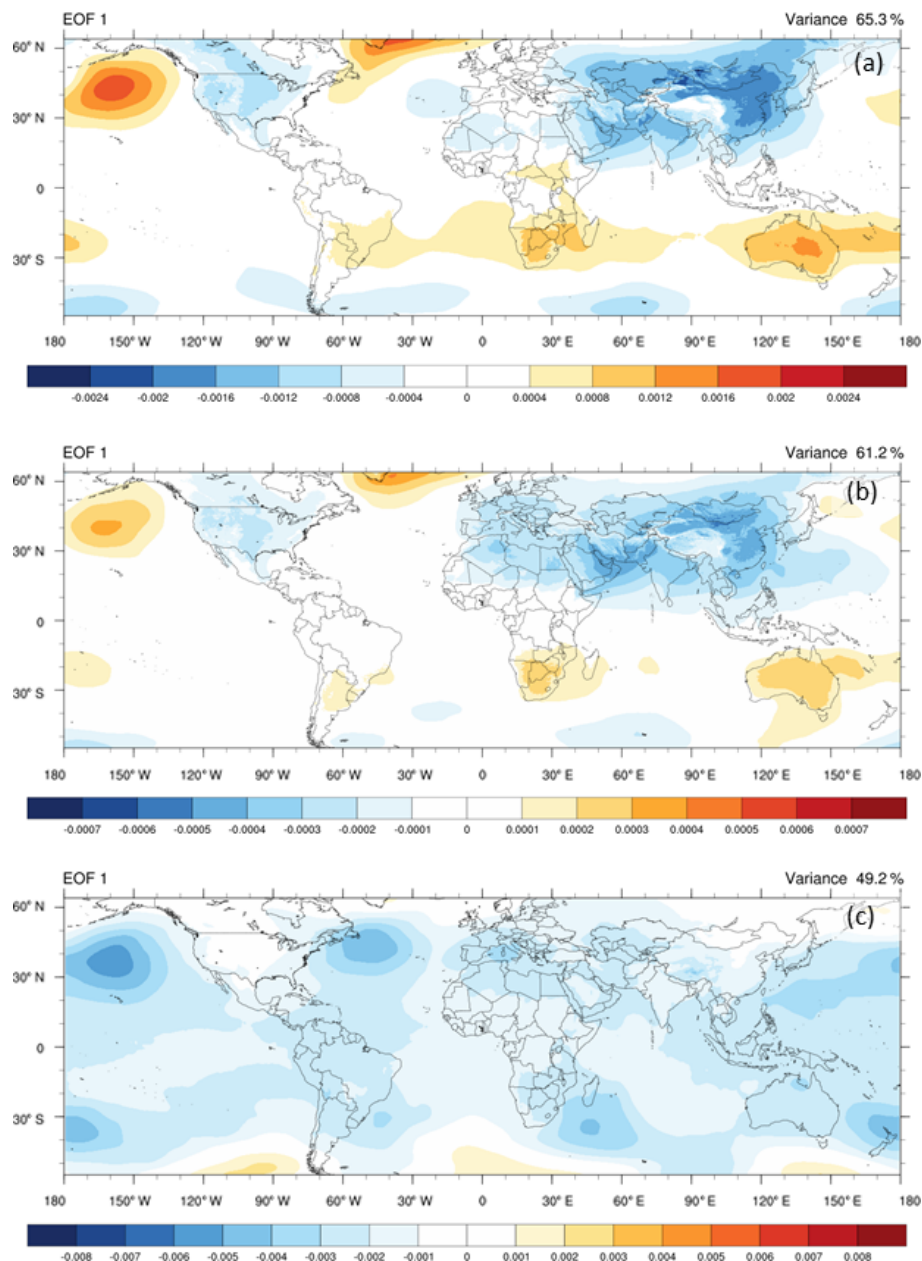 EOF 1 Variance 65.3 %
(a)
60° N
30° N
0
30° S
180 150° W 120° W 90° W 60° W 30° W 0 30° E 60° E 90° E 120° E 150° E 180
-0.0024 -0.002 -0.0016 -0.0012 -0.0008 -0.0004 0 0.0004 0.0008 0.0012 0.0016 0.002 0.0024
EOF 1 Variance 61.2 %
(b)
60° N
30° N
0
30° S
180 150° W 120° W 90° W 60° W 30° W 0 30° E 60° E 90° E 120° E 150° E 180
-0.0007 -0.0006 -0.0005 -0.0004 -0.0003 -0.0002 -0.0001 0 0.0001 0.0002 0.0003 0.0004 0.0005 0.0006 0.0007
EOF 1 Variance 49.2 %
(c)
60° N
30° N
0
30° S
180 150° W 120° W 90° W 60° W 30° W 0 30° E 60° E 90° E 120° E 150° E 180
-0.008 -0.007 -0.006 -0.005 -0.004 -0.003 -0.002 -0.001 0 0.001 0.002 0.003 0.004 0.005 0.006 0.007 0.008